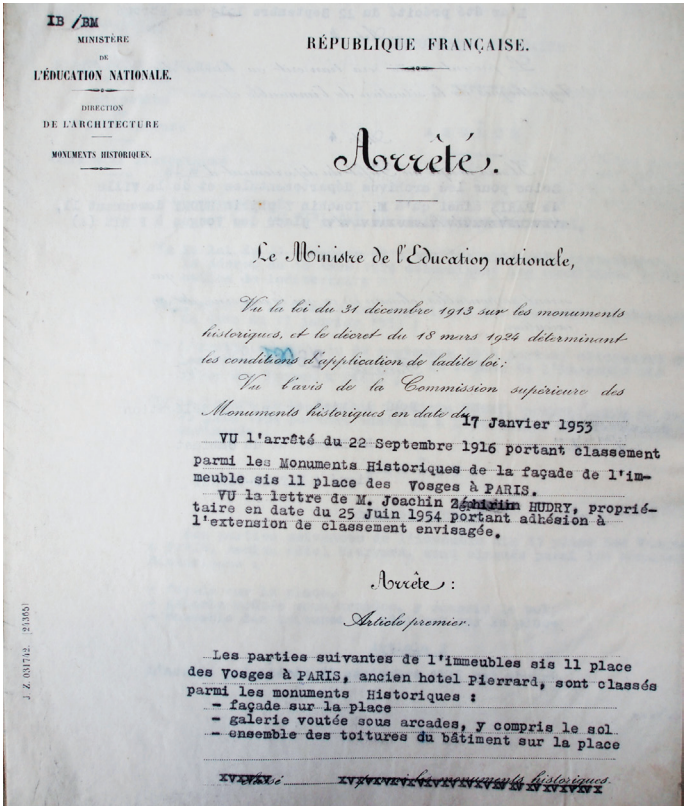 IB /BM
MINISTÈRE
DE
L'ÉDUCATION NATIONALE.
DIRECTION
DE L'ARCHITECTURE
MONUMENTS HISTORIQUES.
RÉPUBLIQUE FRANÇAISE.
Arrêté.
Le Ministre de l'Education nationale,
Vu la loi du 31 décembre 1913 sur les monuments
historiques, et le décret du 18 mars 1924 déterminant
les conditions d'application de ladite loi;
Vu l'avis de la Commission supérieure des
Monuments historiques en date du 17 Janvier 1953
VU l'arrêté du 22 Septembre 1916 portant classement
parmi les Monuments Historiques de la façade de l'im-
meuble sis 11 place des Vosges à PARIS.
VU la lettre de M. Joachin Zéphirin HUDRY, proprié-
taire en date du 25 Juin 1954 portant adhésion à
l'extension de classement envisagée.
Arrête :
Article premier.
Les parties suivantes de l'immeubles sis 11 place
des Vosges à PARIS, ancien hotel Pierrard, sont classés
parmi les monuments Historiques :
- façade sur la place
- galerie voutée sous arcades, y compris le sol
- ensemble des toitures du bâtiment sur la place
les monuments historiques.
J. Z. 031742. [24365]